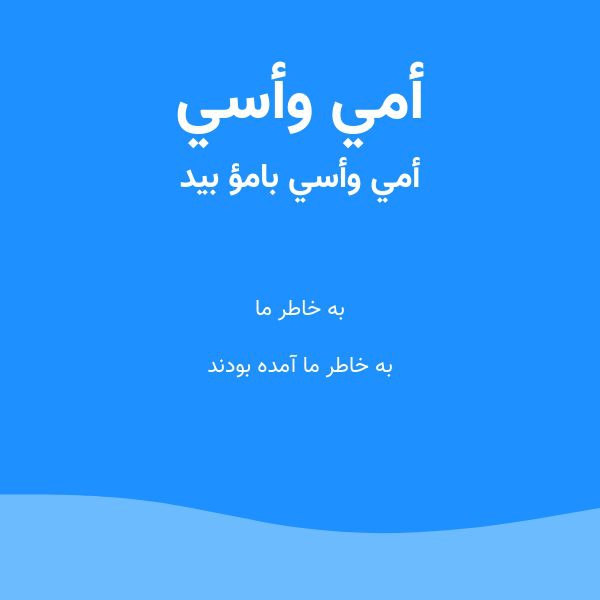 أمي وأسي
أمي وأسي بامؤ بيد
به خاطر ما
به خاطر ما آمده بودند